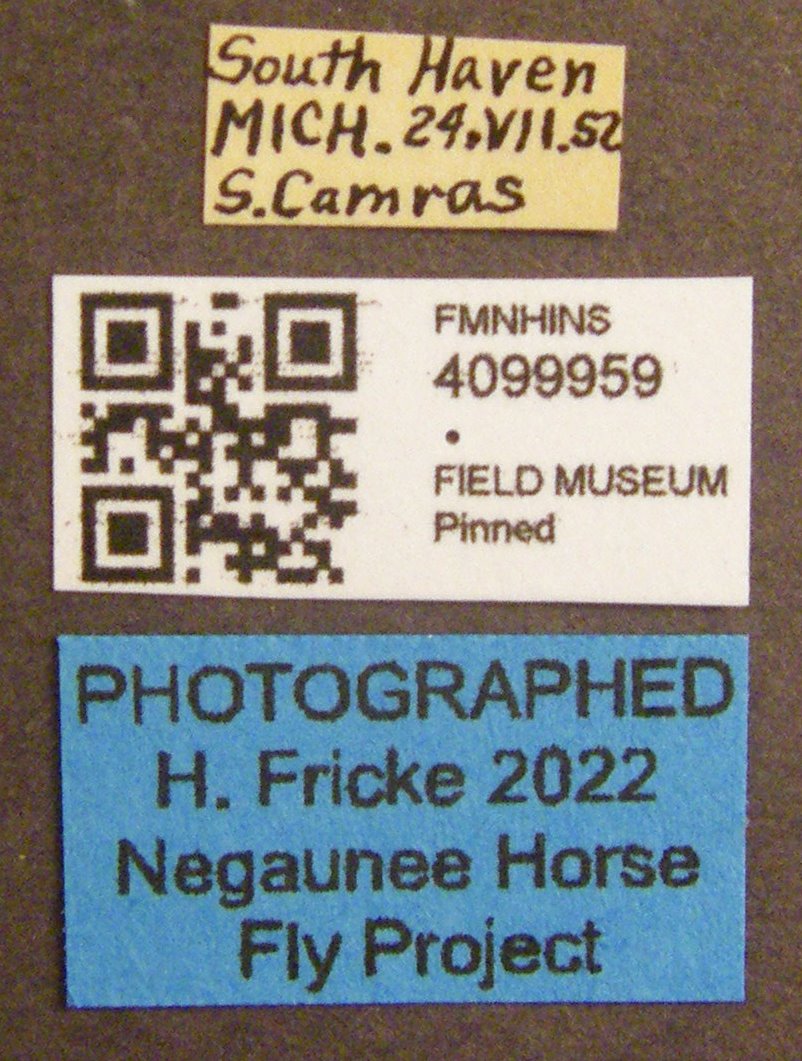 South Haven
MICH. 24.VII.52
S. Camras
FMNHINS
4099959
.
FIELD MUSEUM
Pinned
PHOTOGRAPHED
H. Fricke 2022
Negaunee Horse
Fly Project